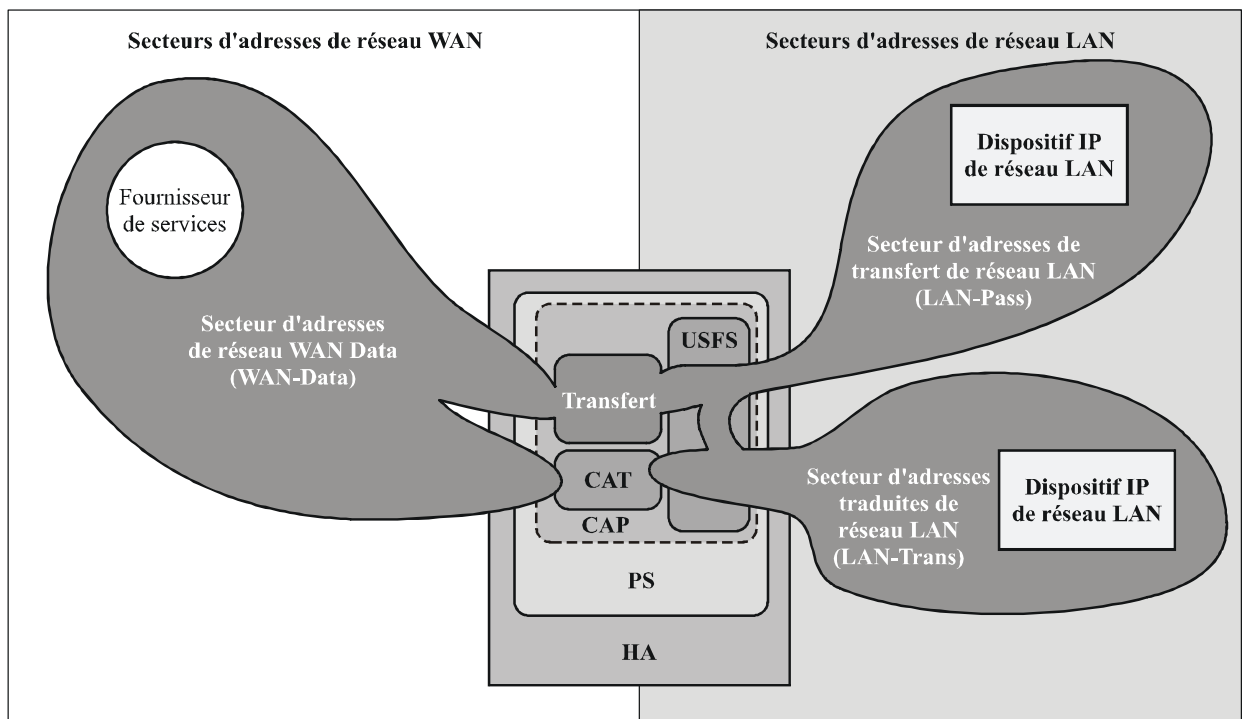 Secteurs d'adresses de réseau WAN
Secteurs d'adresses de réseau LAN
Fournisseur
de services
Secteur d'adresses
de réseau WAN Data
(WAN-Data)
Dispositif IP
de réseau LAN
Secteur d'adresses de
transfert de réseau LAN
(LAN-Pass)
USFS
Transfert
CAT
CAP
PS
HA
Secteur d'adresses
traduites de
réseau LAN
(LAN-Trans)
Dispositif IP
de réseau LAN